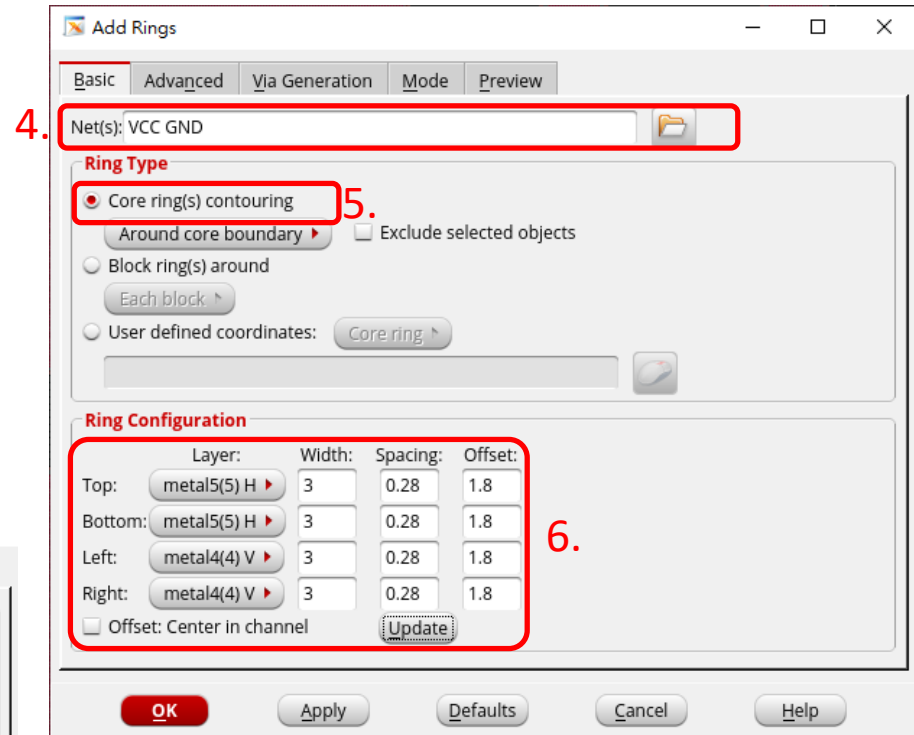 Add Rings
Basic Advanced Via Generation Mode Preview
4. Net(s): VCC GND
Ring Type
Core ring(s) contouring 5.
Around core boundary Exclude selected objects
Block ring(s) around
Each block
User defined coordinates: Core ring
Ring Configuration
Layer: Width: Spacing: Offset:
Top: metal5(5) H 3 0.28 1.8
Bottom: metal5(5) H 3 0.28 1.8
6.
Left: metal4(4) V 3 0.28 1.8
Right: metal4(4) V 3 0.28 1.8
Offset: Center in channel Update
OK Apply Defaults Cancel Help